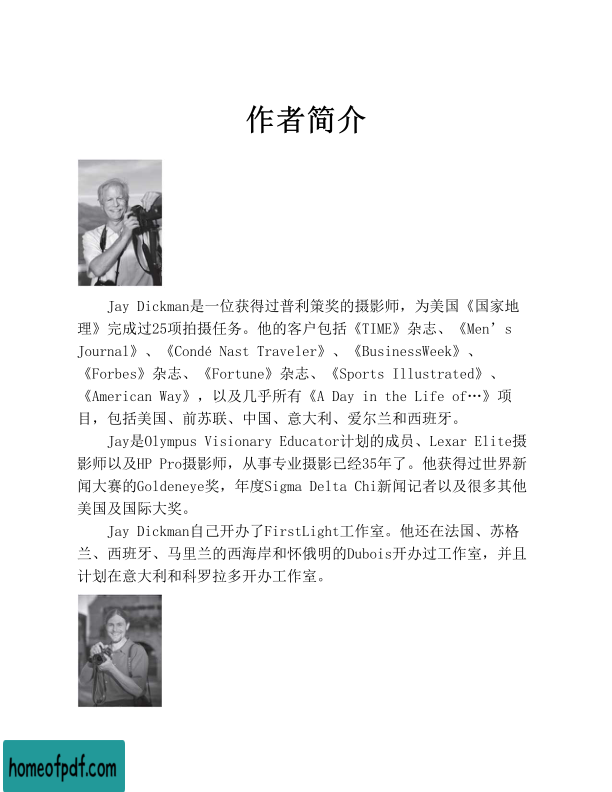 作者简介
Jay Dickman是一位获得过普利策奖的摄影师，为美国《国家地
理》完成过25项拍摄任务。他的客户包括《TIME》杂志、《Men’s
Journal》、《Condé Nast Traveler》、《BusinessWeek》、
《Forbes》杂志、《Fortune》杂志、《Sports Illustrated》、
《American Way》，以及几乎所有《A Day in the Life of…》项
目，包括美国、前苏联、中国、意大利、爱尔兰和西班牙。
Jay是Olympus Visionary Educator计划的成员、Lexar Elite摄
影师以及HP Pro摄影师，从事专业摄影已经35年了。他获得过世界新
闻大赛的Goldeneye奖，年度Sigma Delta Chi新闻记者以及很多其他
美国及国际大奖。
Jay Dickman自己开办了FirstLight工作室。他还在法国、苏格
兰、西班牙、马里兰的西海岸和怀俄明的Dubois开办过工作室，并且
计划在意大利和科罗拉多开办工作室。
homeofpdf.com